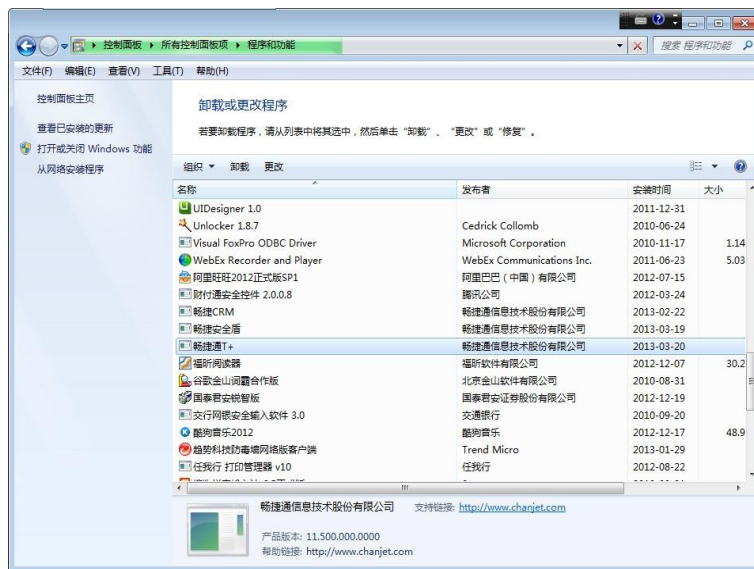 控制面板 ▸ 所有控制面板项 ▸ 程序和功能
搜索 程序和功能
文件(F) 编辑(E) 查看(V) 工具(T) 帮助(H)
控制面板主页
查看已安装的更新
打开或关闭 Windows 功能
从网络安装程序
卸载或更改程序
若要卸载程序，请从列表中将其选中，然后单击“卸载”、“更改”或“修复”。
组织 卸载 更改
名称 发布者 安装时间 大小
UIDesigner 1.0 2011-12-31
Unlocker 1.8.7 Cedrick Collomb 2010-06-24
Visual FoxPro ODBC Driver Microsoft Corporation 2010-11-17 1.14
WebEx Recorder and Player WebEx Communications Inc. 2011-06-23 5.03
阿里旺旺2012正式版SP1 阿里巴巴（中国）有限公司 2012-07-15
财付通安全控件 2.0.0.8 腾讯公司 2012-03-24
畅捷CRM 畅捷通信息技术股份有限公司 2013-02-22
畅捷安全盾 畅捷通信息技术股份有限公司 2013-03-19
畅捷通T+ 畅捷通信息技术股份有限公司 2013-03-20
福昕阅读器 福昕软件有限公司 2012-12-07 30.2
谷歌金山词霸合作版 北京金山软件有限公司 2010-08-31
国泰君安锐智版 国泰君安证券股份有限公司 2012-12-19
交行网银安全输入软件 3.0 交通银行 2010-09-20
酷狗音乐2012 酷狗音乐 2012-12-17 48.9
趋势科技防毒墙网络版客户端 Trend Micro 2013-01-29
任我行 打印管理器 v10 任我行 2012-08-22
畅捷通信息技术股份有限公司 支持链接: http://www.chanjet.com
产品版本: 11.500.000.0000
帮助链接: http://www.chanjet.com